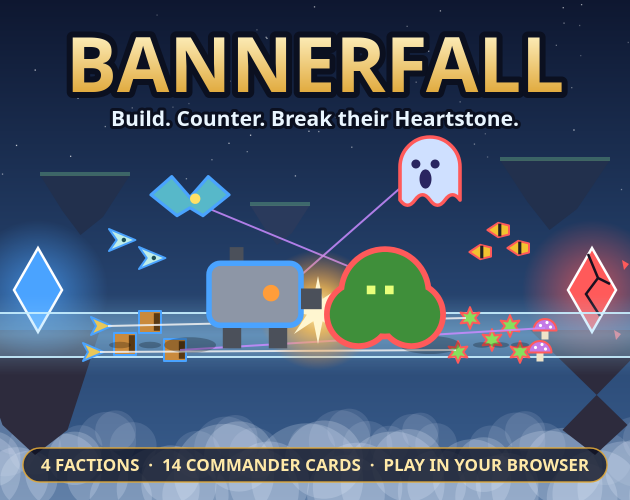 BANNERFALL
Build. Counter. Break their Heartstone.
4 FACTIONS · 14 COMMANDER CARDS · PLAY IN YOUR BROWSER